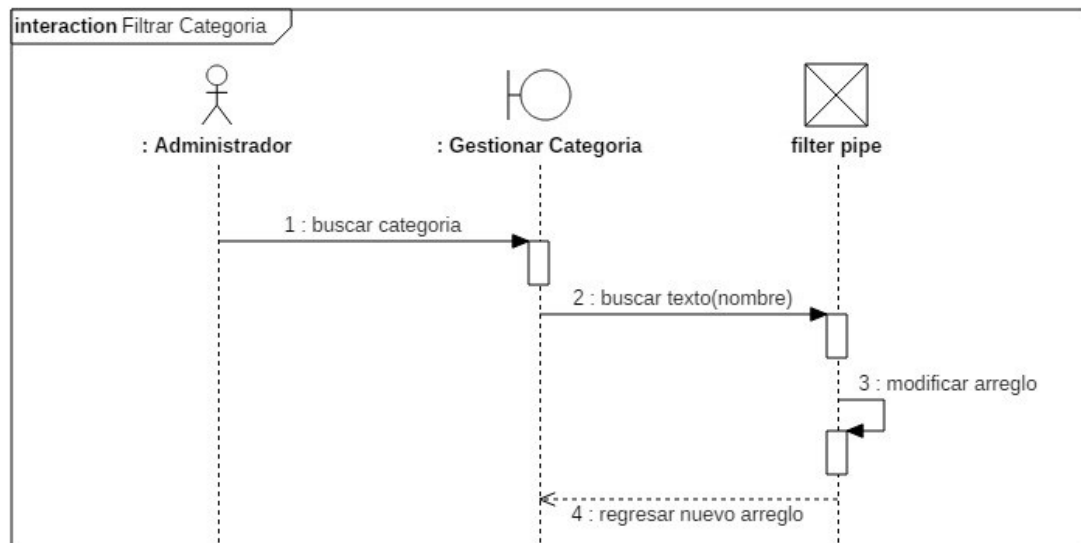 interaction Filtrar Categoria
: Administrador
: Gestionar Categoria
filter pipe
1 : buscar categoria
2 : buscar texto(nombre)
3 : modificar arreglo
4 : regresar nuevo arreglo